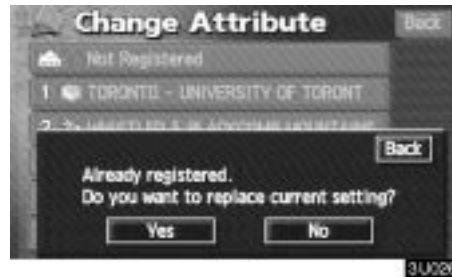 Change Attribute
Back
Not Registered
1 TORONTO - UNIVERSITY OF TORONT
2
Back
Already registered.
Do you want to replace current setting?
Yes
No